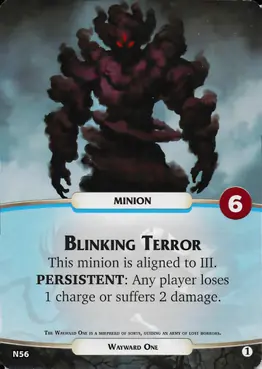 MINION
6
BLINKING TERROR
This minion is aligned to III.
PERSISTENT: Any player loses
1 charge or suffers 2 damage.
THE WAYWARD ONE IS A SHEPHERD OF SORTS, GUIDING AN ARMY OF LOST HORRORS.
N56
WAYWARD ONE
1